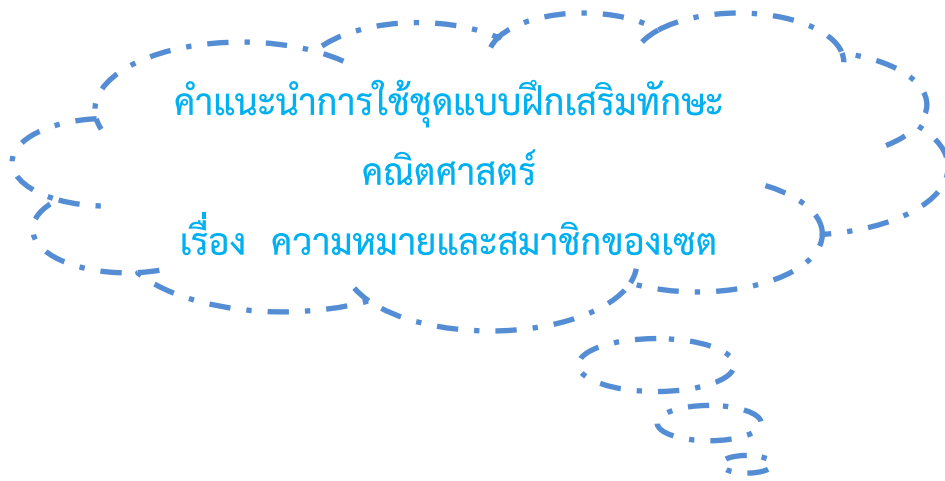 คำแนะนำการใช้ชุดแบบฝึกเสริมทักษะ
คณิตศาสตร์
เรื่อง ความหมายและสมาชิกของเซต